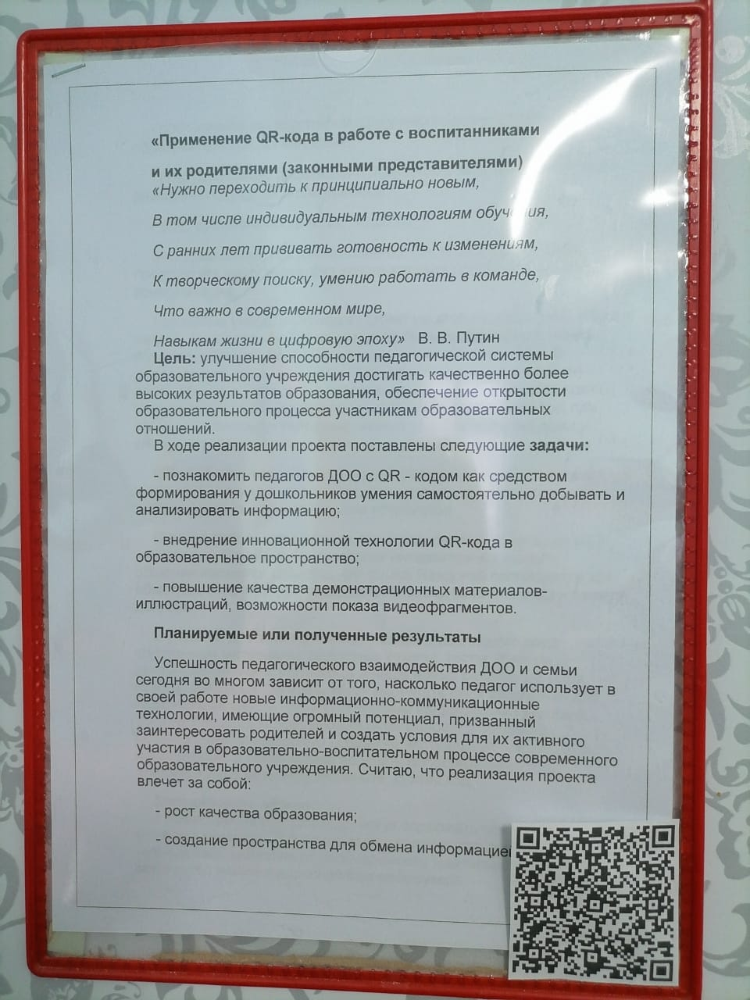 «Применение QR-кода в работе с воспитанниками
и их родителями (законными представителями)
«Нужно переходить к принципиально новым,
В том числе индивидуальным технологиям обучения,
С ранних лет прививать готовность к изменениям,
К творческому поиску, умению работать в команде,
Что важно в современном мире,
Навыкам жизни в цифровую эпоху» В. В. Путин
Цель: улучшение способности педагогической системы
образовательного учреждения достигать качественно более
высоких результатов образования, обеспечение открытости
образовательного процесса участникам образовательных
отношений.
В ходе реализации проекта поставлены следующие задачи:
- познакомить педагогов ДОО с QR - кодом как средством
формирования у дошкольников умения самостоятельно добывать и
анализировать информацию;
- внедрение инновационной технологии QR-кода в
образовательное пространство;
- повышение качества демонстрационных материалов-
иллюстраций, возможности показа видеофрагментов.
Планируемые или полученные результаты
Успешность педагогического взаимодействия ДОО и семьи
сегодня во многом зависит от того, насколько педагог использует в
своей работе новые информационно-коммуникационные
технологии, имеющие огромный потенциал, призванный
заинтересовать родителей и создать условия для их активного
участия в образовательно-воспитательном процессе современного
образовательного учреждения. Считаю, что реализация проекта
влечет за собой:
- рост качества образования;
- создание пространства для обмена информацией